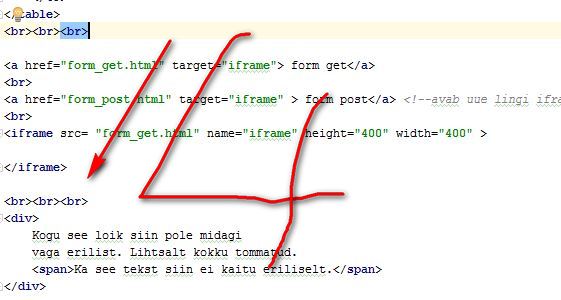 </table>
<br><br><br>
<a href="form_get.html" target="iframe"> form get</a>
<br>
<a href="form_post.html" target="iframe" > form post</a> <!--avab uue lingi ifra
<br>
<iframe src= "form_get.html" name="iframe" height="400" width="400" >
</iframe>
<br><br><br>
<div>
Kogu see loik siin pole midagi
vaga erilist. Lihtsalt kokku tommatud.
<span>Ka see tekst siin ei kaitu eriliselt.</span>
4